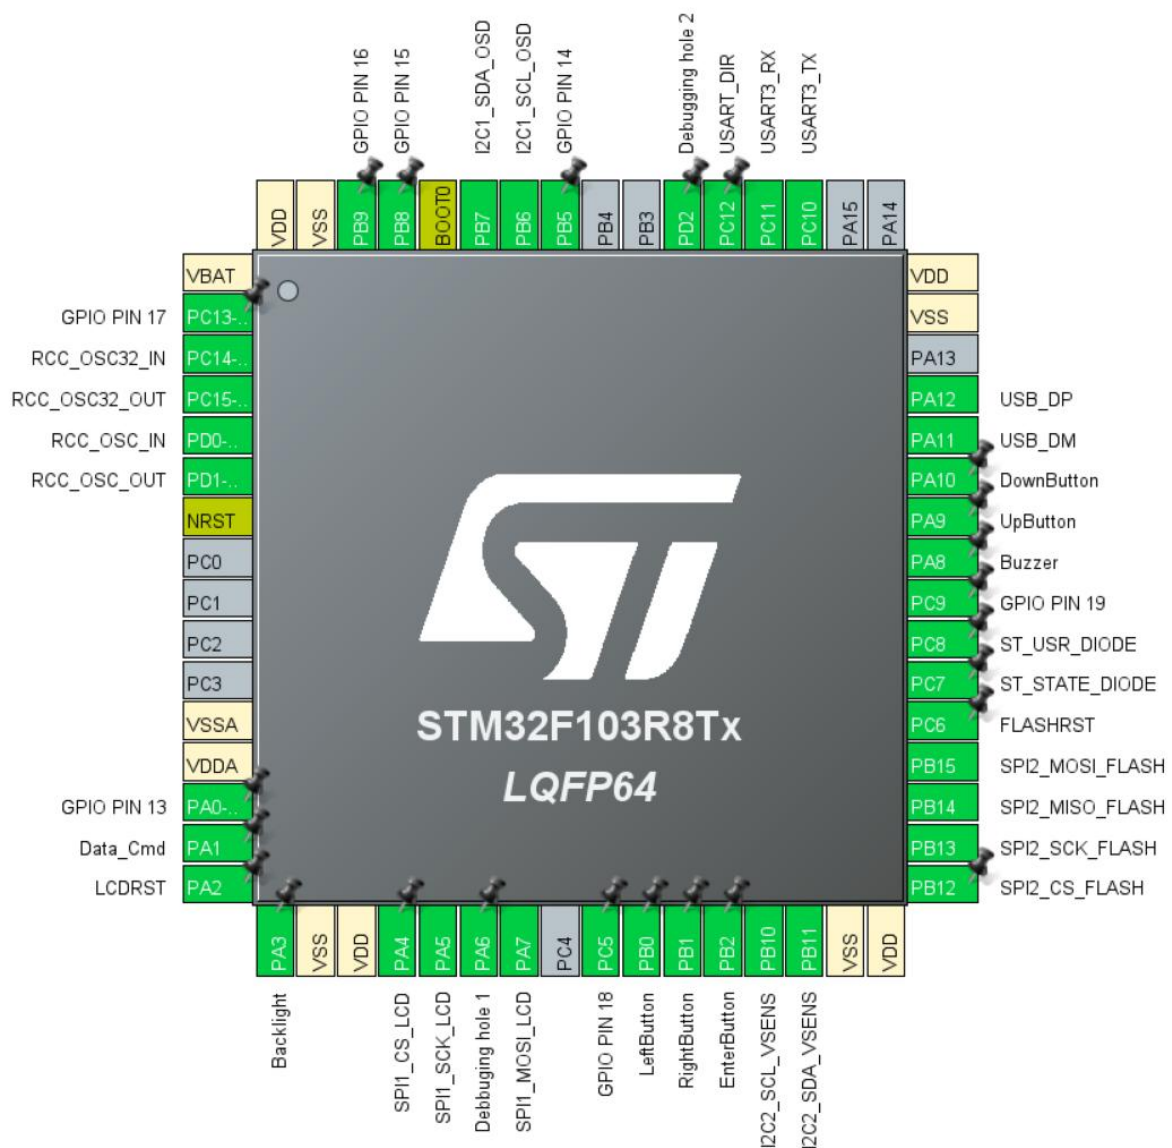 GPIO PIN 16
GPIO PIN 15
I2C1_SDA_OSD
I2C1_SCL_OSD
GPIO PIN 14
Debugging hole 2
USART_DIR
USART3_RX
USART3_TX
VDD
VSS
PB9
PB8
BOOT0
PB7
PB6
PB5
PB4
PB3
PD2
PC12
PC11
PC10
PA15
PA14
VBAT
GPIO PIN 17 PC13-..
RCC_OSC32_IN PC14-..
RCC_OSC32_OUT PC15-..
RCC_OSC_IN PD0-..
RCC_OSC_OUT PD1-..
NRST
PC0
PC1
PC2
PC3
VSSA
VDDA
GPIO PIN 13 PA0-..
Data_Cmd PA1
LCDRST PA2
ST
STM32F103R8Tx
LQFP64
VDD
VSS
PA13
PA12 USB_DP
PA11 USB_DM
PA10 DownButton
PA9 UpButton
PA8 Buzzer
PC9 GPIO PIN 19
PC8 ST_USR_DIODE
PC7 ST_STATE_DIODE
PC6 FLASHRST
PB15 SPI2_MOSI_FLASH
PB14 SPI2_MISO_FLASH
PB13 SPI2_SCK_FLASH
PB12 SPI2_CS_FLASH
PA3
VSS
VDD
PA4
PA5
PA6
PA7
PC4
PC5
PB0
PB1
PB2
PB10
PB11
VSS
VDD
Backlight
SPI1_CS_LCD
SPI1_SCK_LCD
Debbuging hole 1
SPI1_MOSI_LCD
GPIO PIN 18
LeftButton
RightButton
EnterButton
I2C2_SCL_VSENS
I2C2_SDA_VSENS